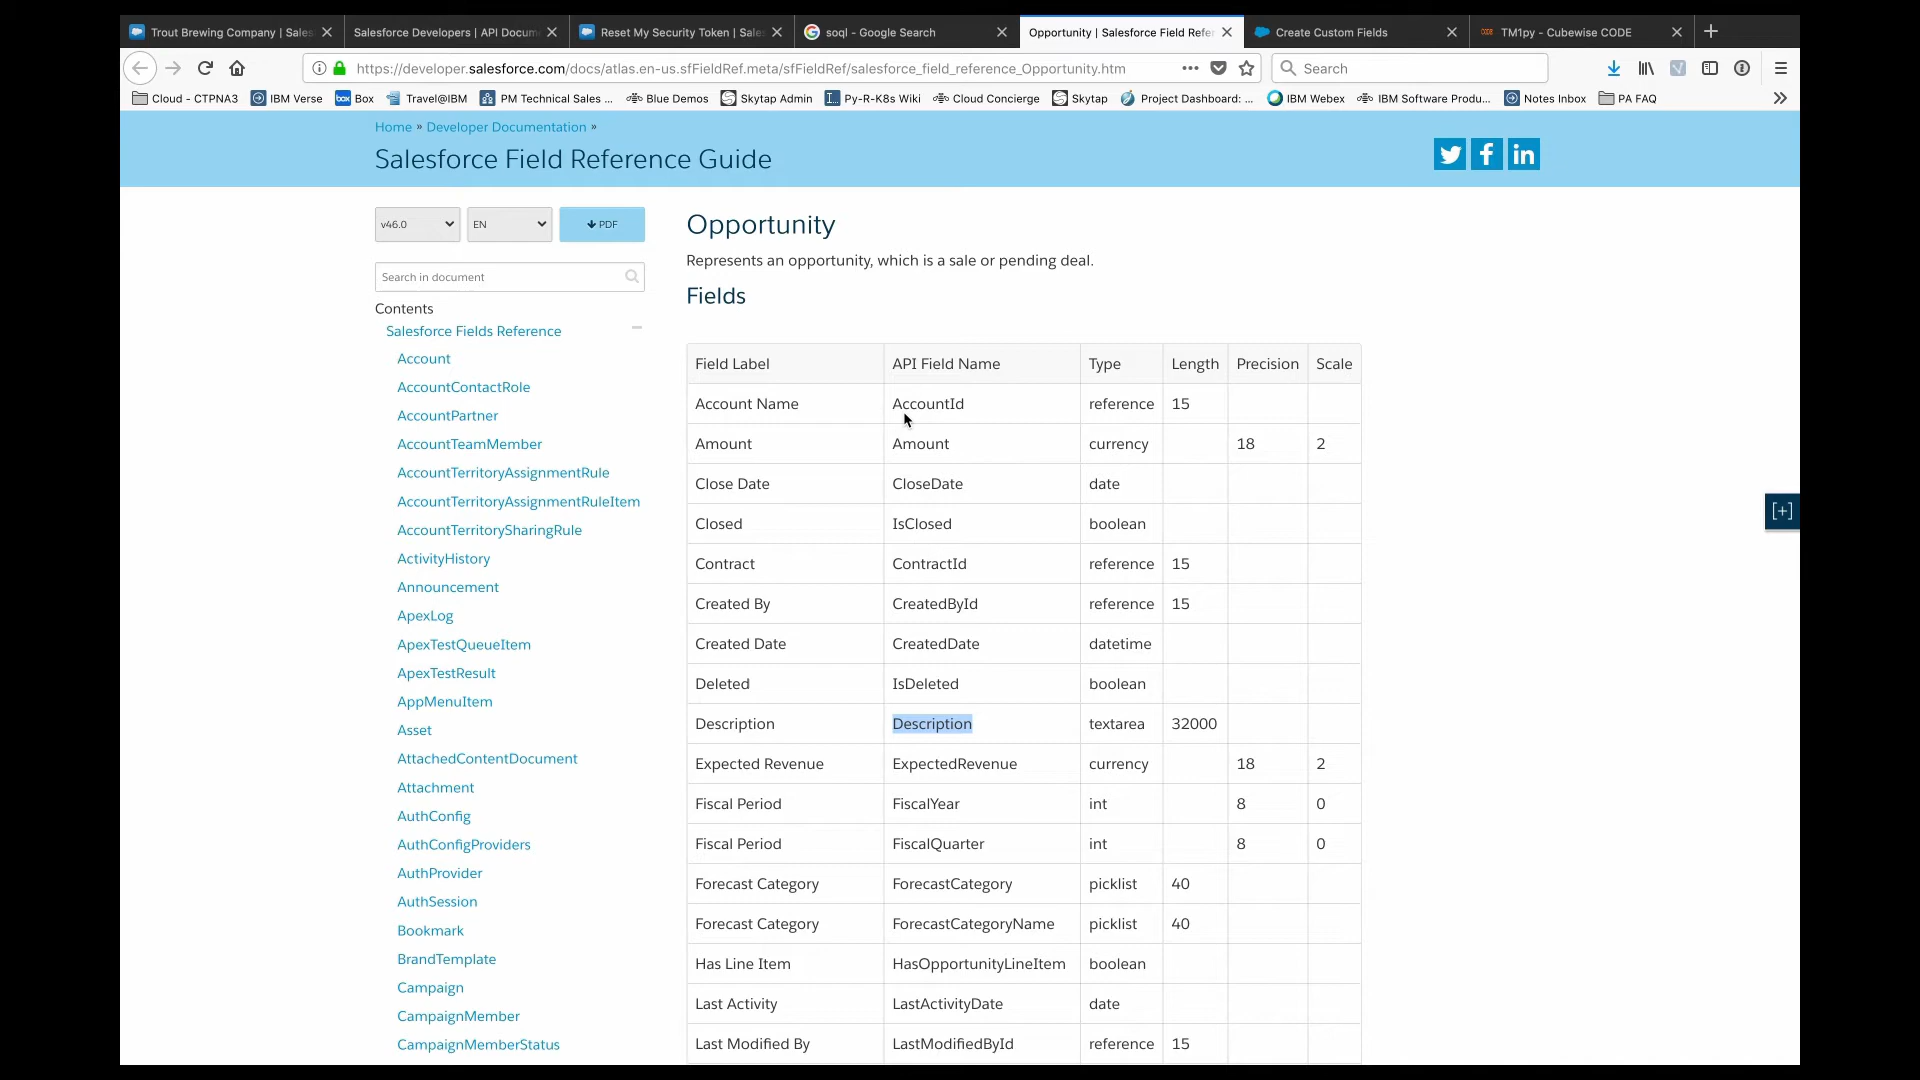 Trout Brewing Company | Sales
Salesforce Developers | API Docum
Reset My Security Token | Sale
soql - Google Search
Opportunity | Salesforce Field Refer
Create Custom Fields
TM1py - Cubewise CODE
https://developer.salesforce.com/docs/atlas.en-us.sfFieldRef.meta/sfFieldRef/salesforce_field_reference_Opportunity.htm
Search
Cloud - CTPNA3
IBM Verse
box Box
Travel@IBM
PM Technical Sales ...
Blue Demos
Skytap Admin
Py-R-K8s Wiki
Cloud Concierge
Skytap
Project Dashboard: ...
IBM Webex
IBM Software Produ...
Notes Inbox
PA FAQ
Home » Developer Documentation »
Salesforce Field Reference Guide
v46.0
EN
PDF
Search in document
Contents
Salesforce Fields Reference
Account
AccountContactRole
AccountPartner
AccountTeamMember
AccountTerritoryAssignmentRule
AccountTerritoryAssignmentRuleItem
AccountTerritorySharingRule
ActivityHistory
Announcement
ApexLog
ApexTestQueueItem
ApexTestResult
AppMenuItem
Asset
AttachedContentDocument
Attachment
AuthConfig
AuthConfigProviders
AuthProvider
AuthSession
Bookmark
BrandTemplate
Campaign
CampaignMember
CampaignMemberStatus
Opportunity
Represents an opportunity, which is a sale or pending deal.
Fields
Field Label API Field Name Type Length Precision Scale
Account Name AccountId reference 15
Amount Amount currency 18 2
Close Date CloseDate date
Closed IsClosed boolean
Contract ContractId reference 15
Created By CreatedById reference 15
Created Date CreatedDate datetime
Deleted IsDeleted boolean
Description Description textarea 32000
Expected Revenue ExpectedRevenue currency 18 2
Fiscal Period FiscalYear int 8 0
Fiscal Period FiscalQuarter int 8 0
Forecast Category ForecastCategory picklist 40
Forecast Category ForecastCategoryName picklist 40
Has Line Item HasOpportunityLineItem boolean
Last Activity LastActivityDate date
Last Modified By LastModifiedById reference 15
[+]